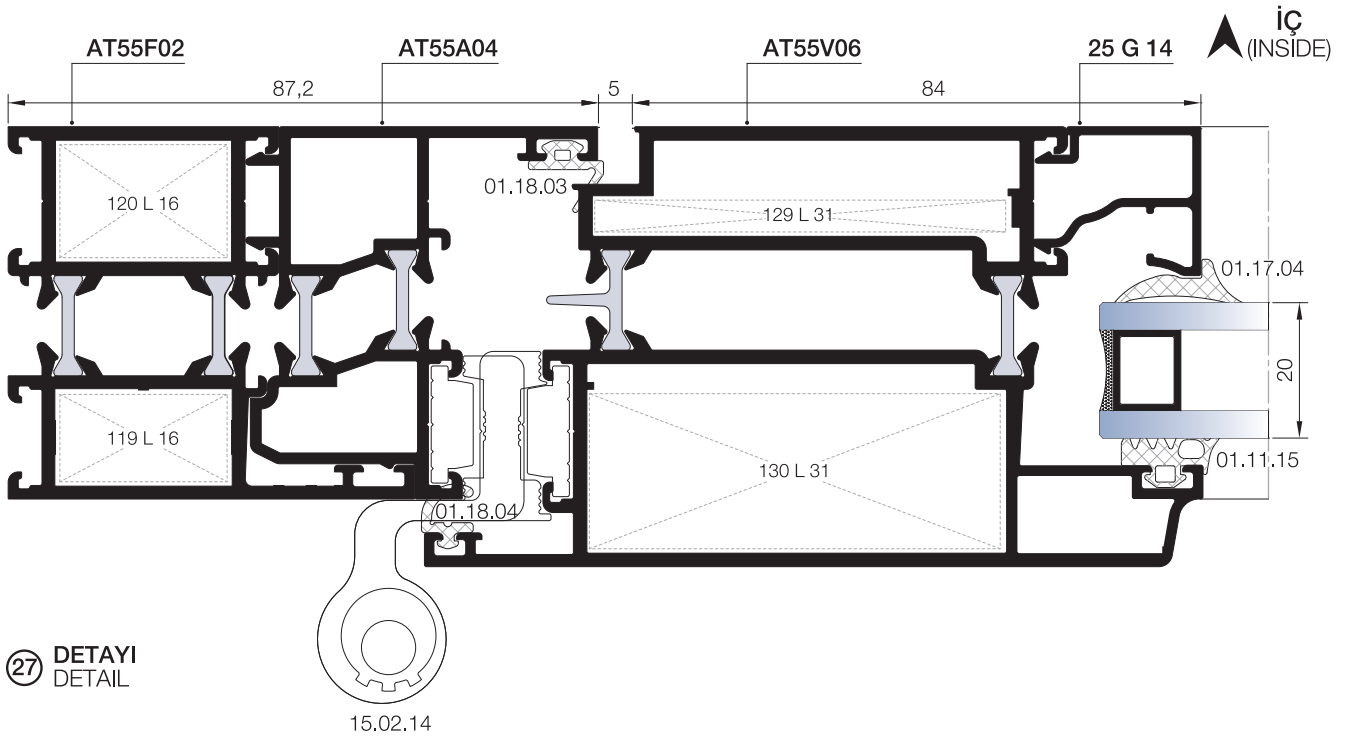 İÇ
(INSIDE)
AT55F02
AT55A04
AT55V06
25 G 14
87,2
5
84
120 L 16
01.18.03
129 L 31
01.17.04
20
119 L 16
130 L 31
01.11.15
01.18.04
27 DETAYI
DETAIL
15.02.14